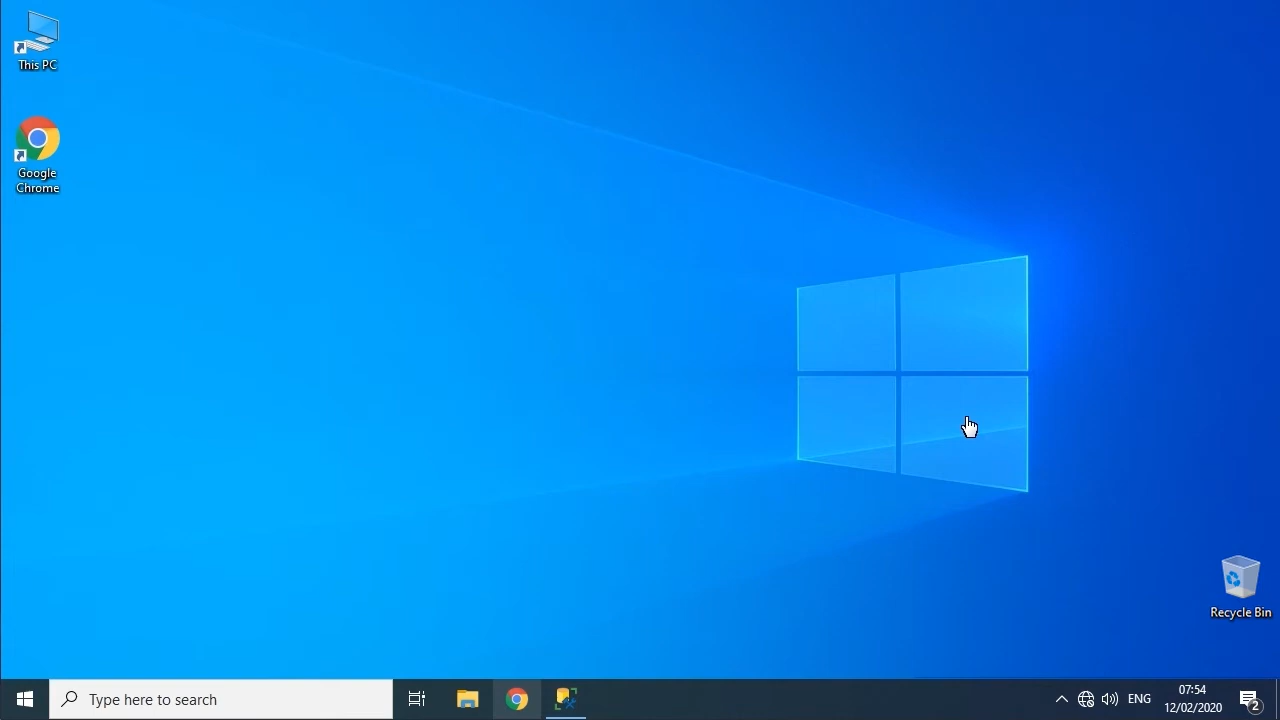 This PC
Google
Chrome
Recycle Bin
Type here to search
ENG
07:54
12/02/2020
2